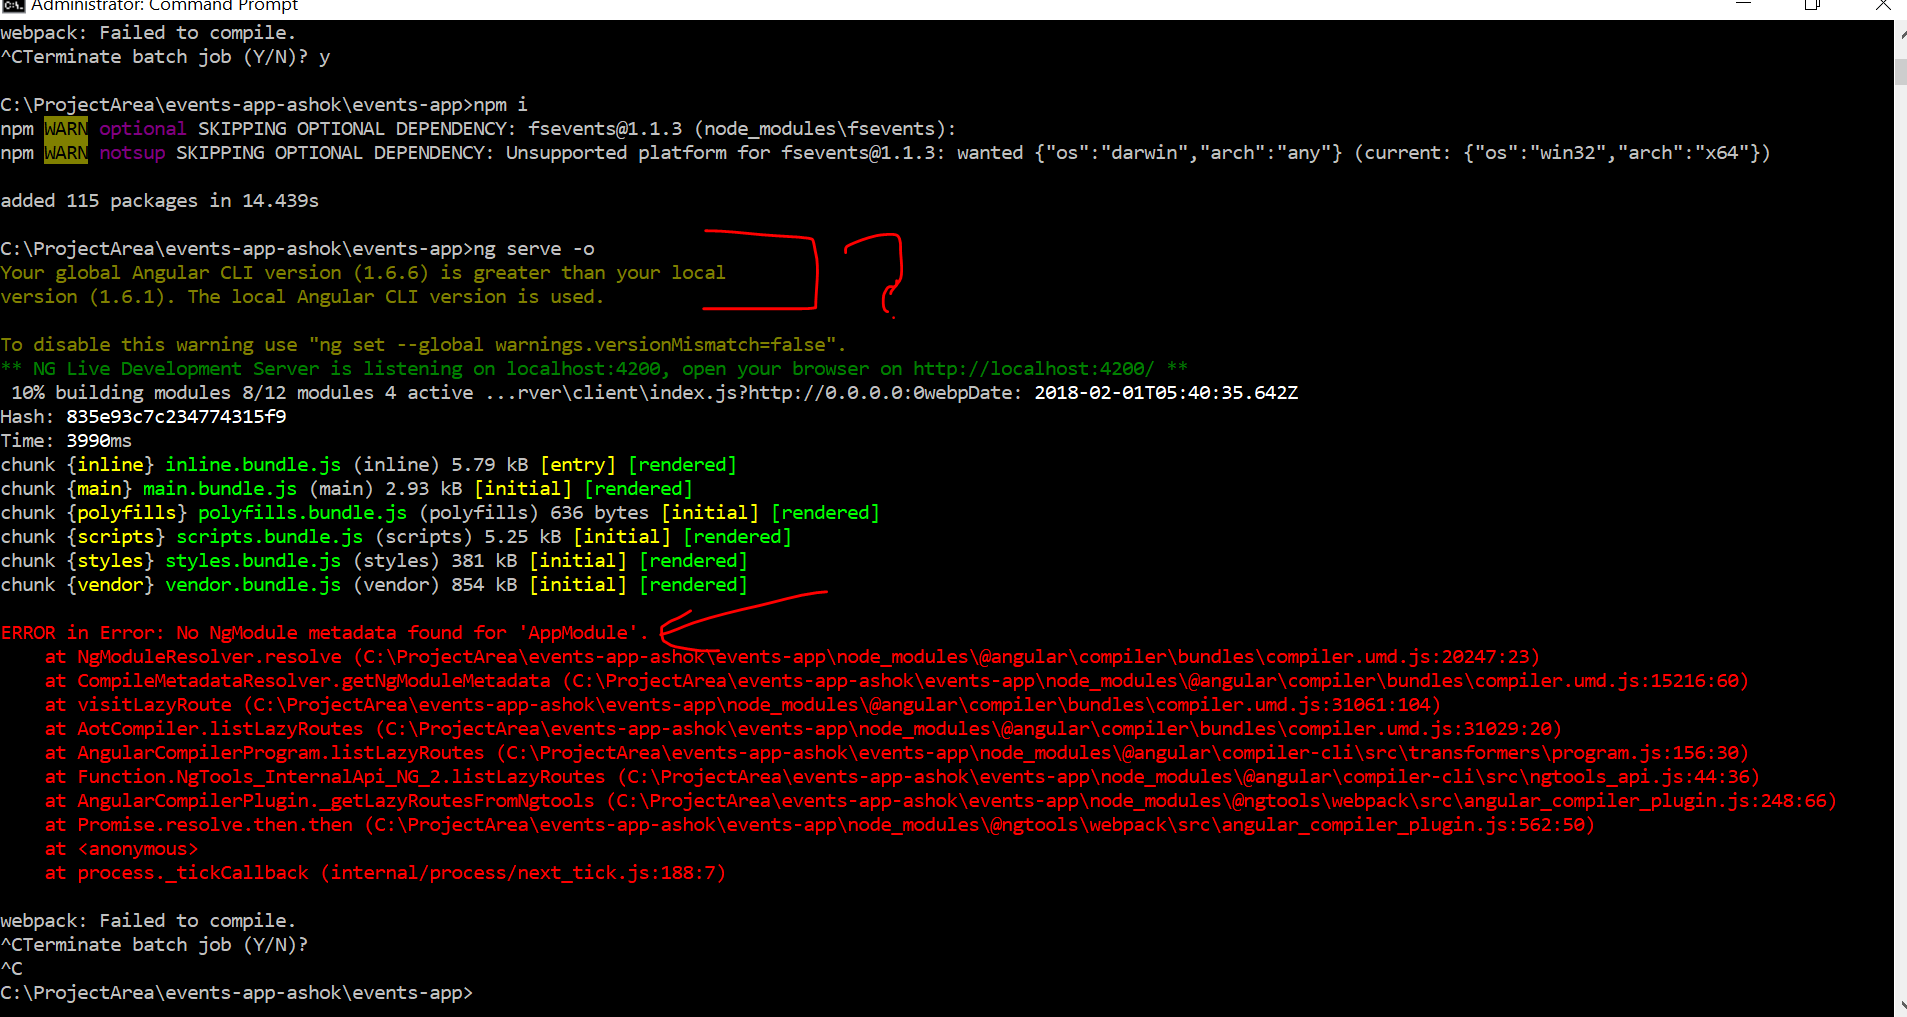 Administrator: Command Prompt
webpack: Failed to compile.
^CTerminate batch job (Y/N)? y
C:\ProjectArea\events-app-ashok\events-app>npm i
npm WARN optional SKIPPING OPTIONAL DEPENDENCY: fsevents@1.1.3 (node_modules\fsevents):
npm WARN notsup SKIPPING OPTIONAL DEPENDENCY: Unsupported platform for fsevents@1.1.3: wanted {"os":"darwin","arch":"any"} (current: {"os":"win32","arch":"x64"})
added 115 packages in 14.439s
C:\ProjectArea\events-app-ashok\events-app>ng serve -o
Your global Angular CLI version (1.6.6) is greater than your local
version (1.6.1). The local Angular CLI version is used.
?
To disable this warning use "ng set --global warnings.versionMismatch=false".
** NG Live Development Server is listening on localhost:4200, open your browser on http://localhost:4200/ **
 10% building modules 8/12 modules 4 active ...rver\client\index.js?http://0.0.0.0:0webpDate: 2018-02-01T05:40:35.642Z
Hash: 835e93c7c234774315f9
Time: 3990ms
chunk {inline} inline.bundle.js (inline) 5.79 kB [entry] [rendered]
chunk {main} main.bundle.js (main) 2.93 kB [initial] [rendered]
chunk {polyfills} polyfills.bundle.js (polyfills) 636 bytes [initial] [rendered]
chunk {scripts} scripts.bundle.js (scripts) 5.25 kB [initial] [rendered]
chunk {styles} styles.bundle.js (styles) 381 kB [initial] [rendered]
chunk {vendor} vendor.bundle.js (vendor) 854 kB [initial] [rendered]
ERROR in Error: No NgModule metadata found for 'AppModule'.
    at NgModuleResolver.resolve (C:\ProjectArea\events-app-ashok\events-app\node_modules\@angular\compiler\bundles\compiler.umd.js:20247:23)
    at CompileMetadataResolver.getNgModuleMetadata (C:\ProjectArea\events-app-ashok\events-app\node_modules\@angular\compiler\bundles\compiler.umd.js:15216:60)
    at visitLazyRoute (C:\ProjectArea\events-app-ashok\events-app\node_modules\@angular\compiler\bundles\compiler.umd.js:31061:104)
    at AotCompiler.listLazyRoutes (C:\ProjectArea\events-app-ashok\events-app\node_modules\@angular\compiler\bundles\compiler.umd.js:31029:20)
    at AngularCompilerProgram.listLazyRoutes (C:\ProjectArea\events-app-ashok\events-app\node_modules\@angular\compiler-cli\src\transformers\program.js:156:30)
    at Function.NgTools_InternalApi_NG_2.listLazyRoutes (C:\ProjectArea\events-app-ashok\events-app\node_modules\@angular\compiler-cli\src\ngtools_api.js:44:36)
    at AngularCompilerPlugin._getLazyRoutesFromNgtools (C:\ProjectArea\events-app-ashok\events-app\node_modules\@ngtools\webpack\src\angular_compiler_plugin.js:248:66)
    at Promise.resolve.then.then (C:\ProjectArea\events-app-ashok\events-app\node_modules\@ngtools\webpack\src\angular_compiler_plugin.js:562:50)
    at <anonymous>
    at process._tickCallback (internal/process/next_tick.js:188:7)
webpack: Failed to compile.
^CTerminate batch job (Y/N)?
^C
C:\ProjectArea\events-app-ashok\events-app>